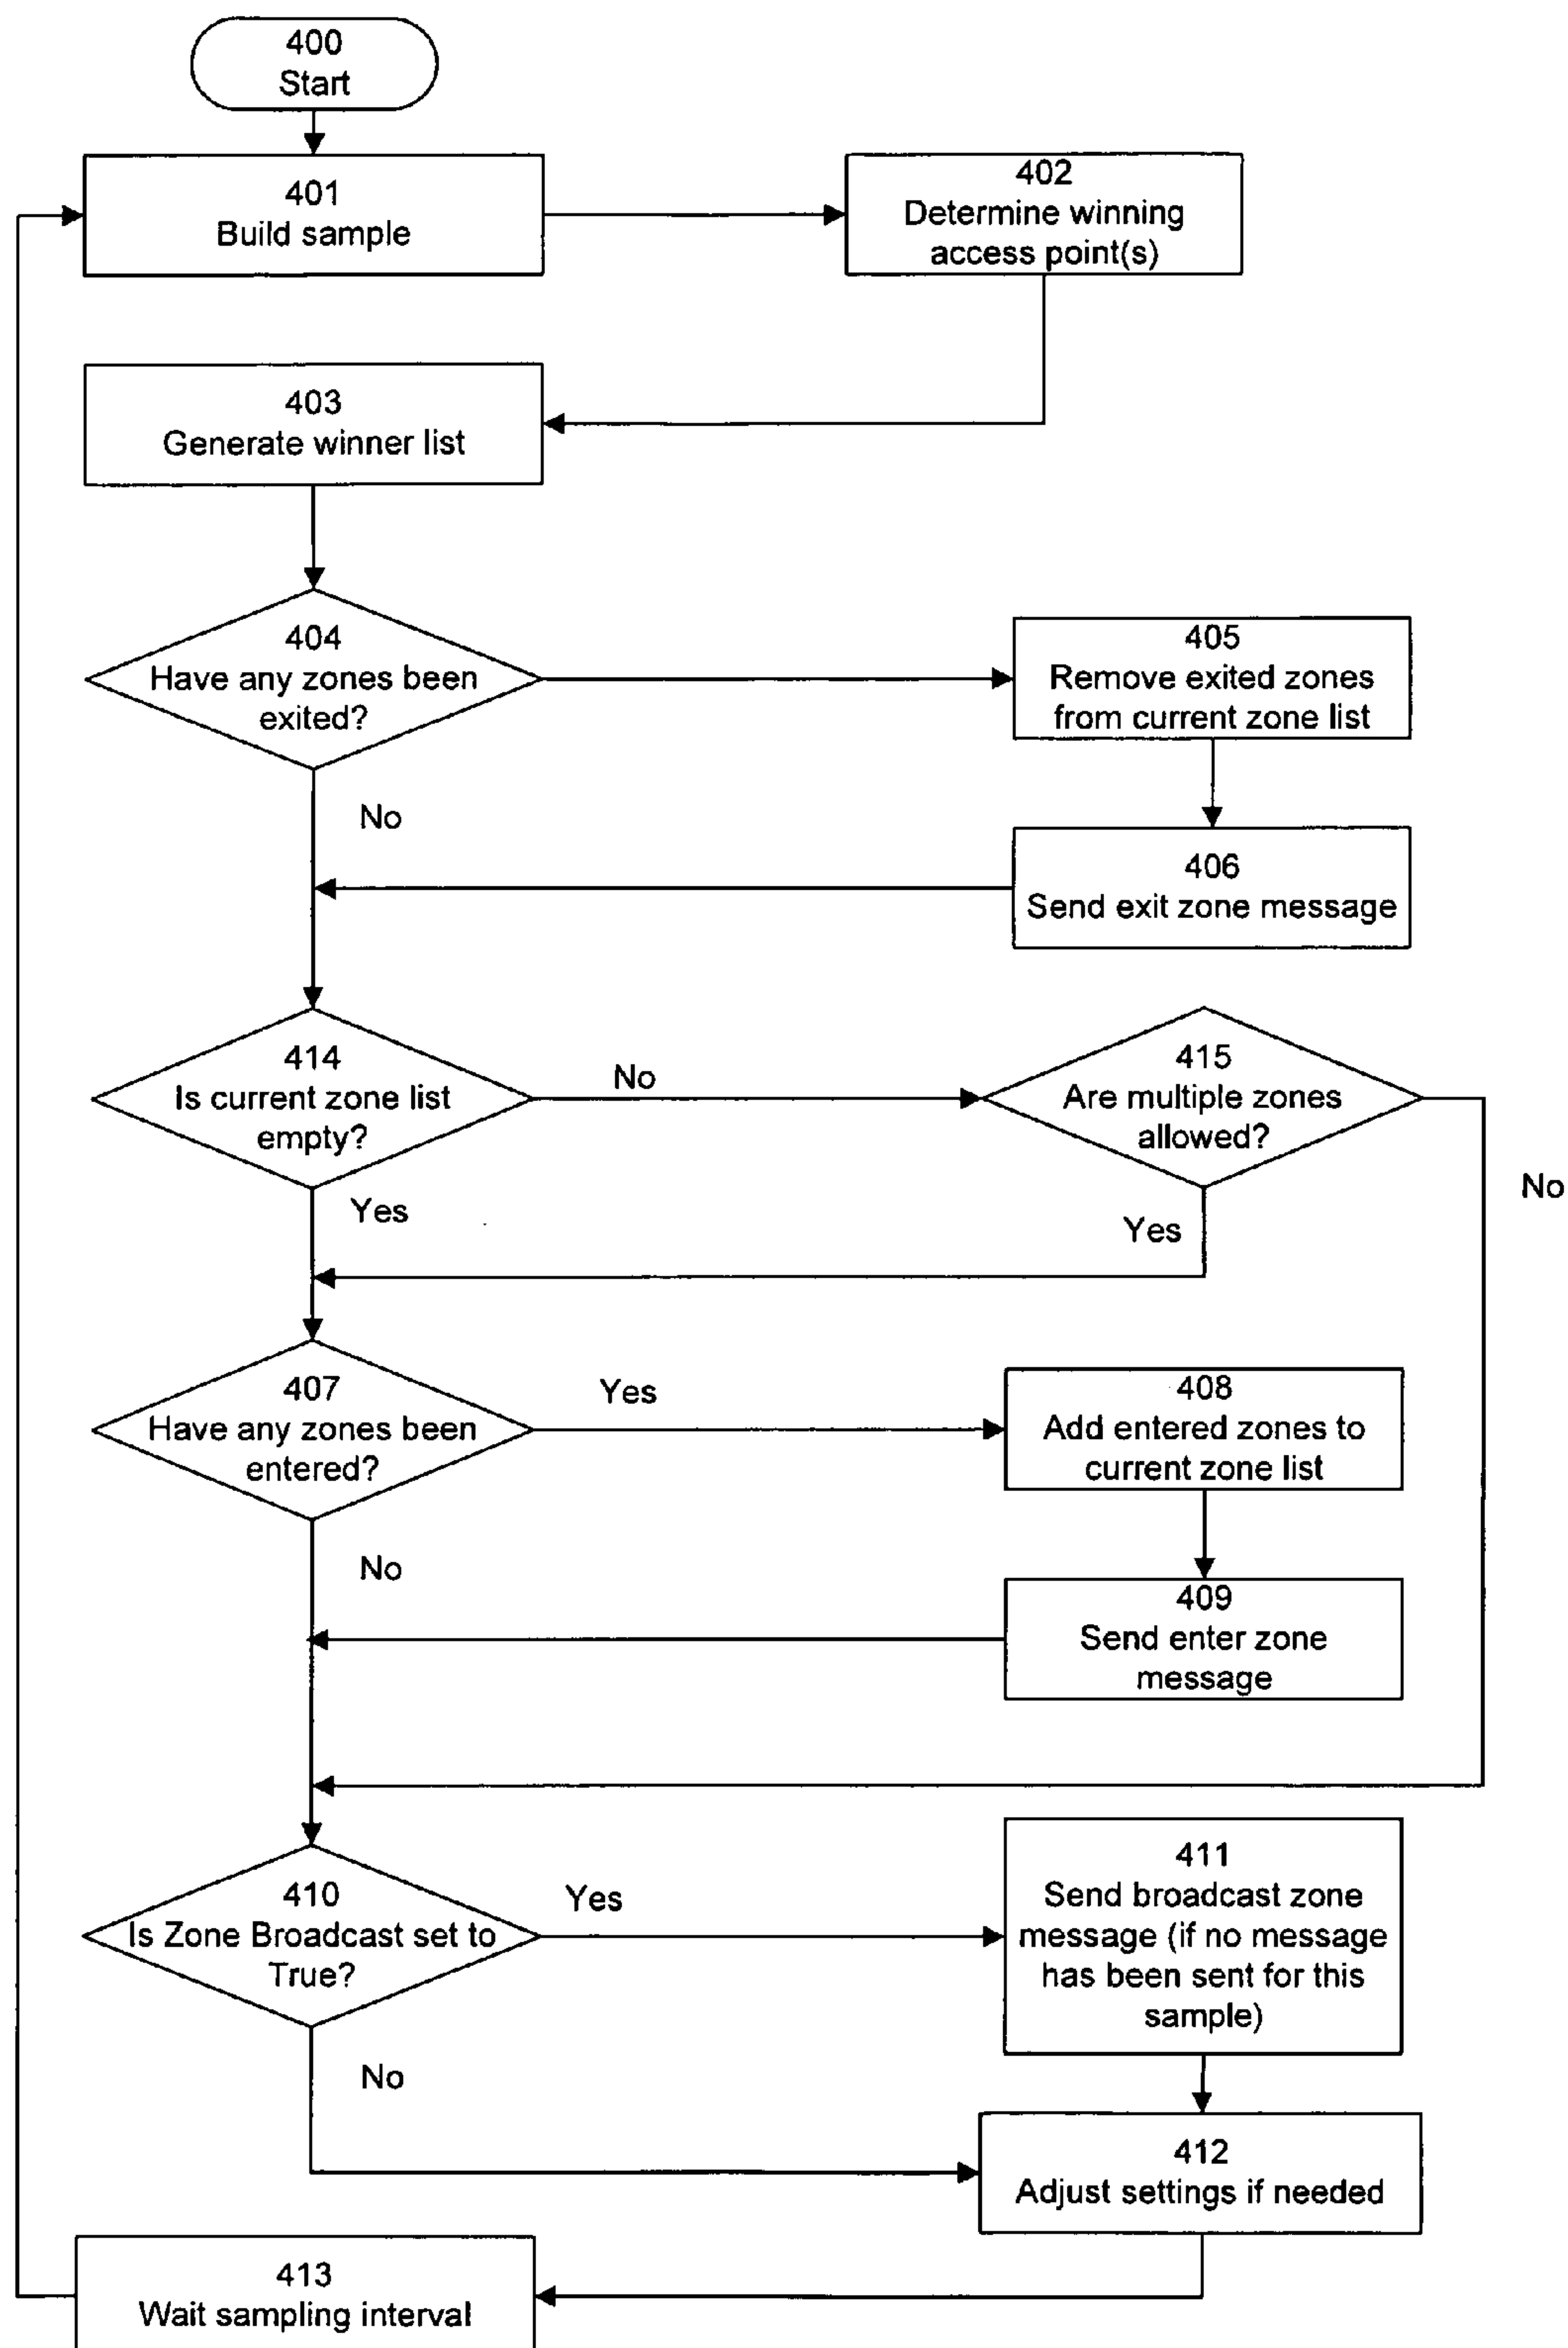 400
Start
401
Build sample
402
Determine winning
access point(s)
403
Generate winner list
404
Have any zones been
exited?
405
Remove exited zones
from current zone list
No
406
Send exit zone message
414
Is current zone list
empty?
No
415
Are multiple zones
allowed?
No
Yes
Yes
407
Have any zones been
entered?
Yes
408
Add entered zones to
current zone list
No
409
Send enter zone
message
410
Is Zone Broadcast set to
True?
Yes
411
Send broadcast zone
message (if no message
has been sent for this
sample)
No
412
Adjust settings if needed
413
Wait sampling interval